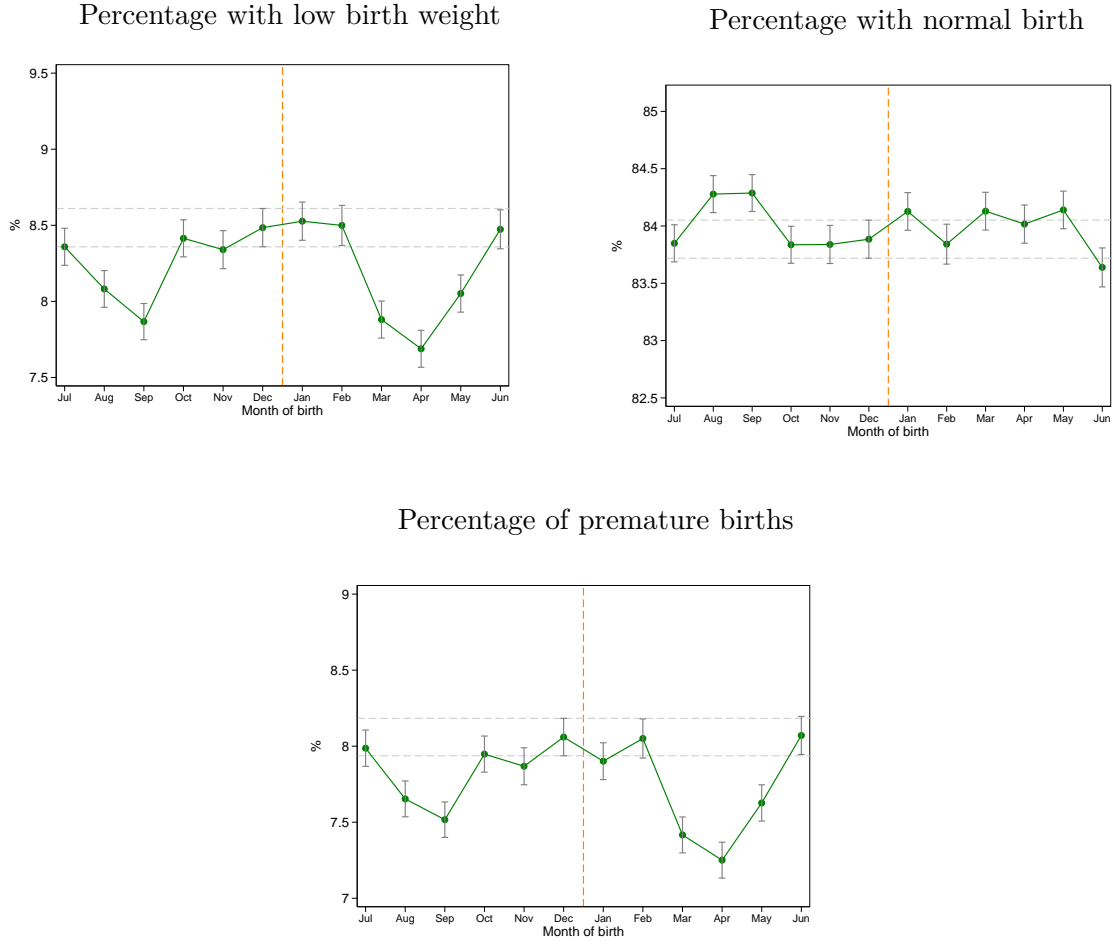 Percentage with low birth weight
9.5
9
8.5
8
7.5
%
Jul Aug Sep Oct Nov Dec Jan Feb Mar Apr May Jun
Month of birth
Percentage with normal birth
85
84.5
84
83.5
83
82.5
%
Jul Aug Sep Oct Nov Dec Jan Feb Mar Apr May Jun
Month of birth
Percentage of premature births
9
8.5
8
7.5
7
%
Jul Aug Sep Oct Nov Dec Jan Feb Mar Apr May Jun
Month of birth